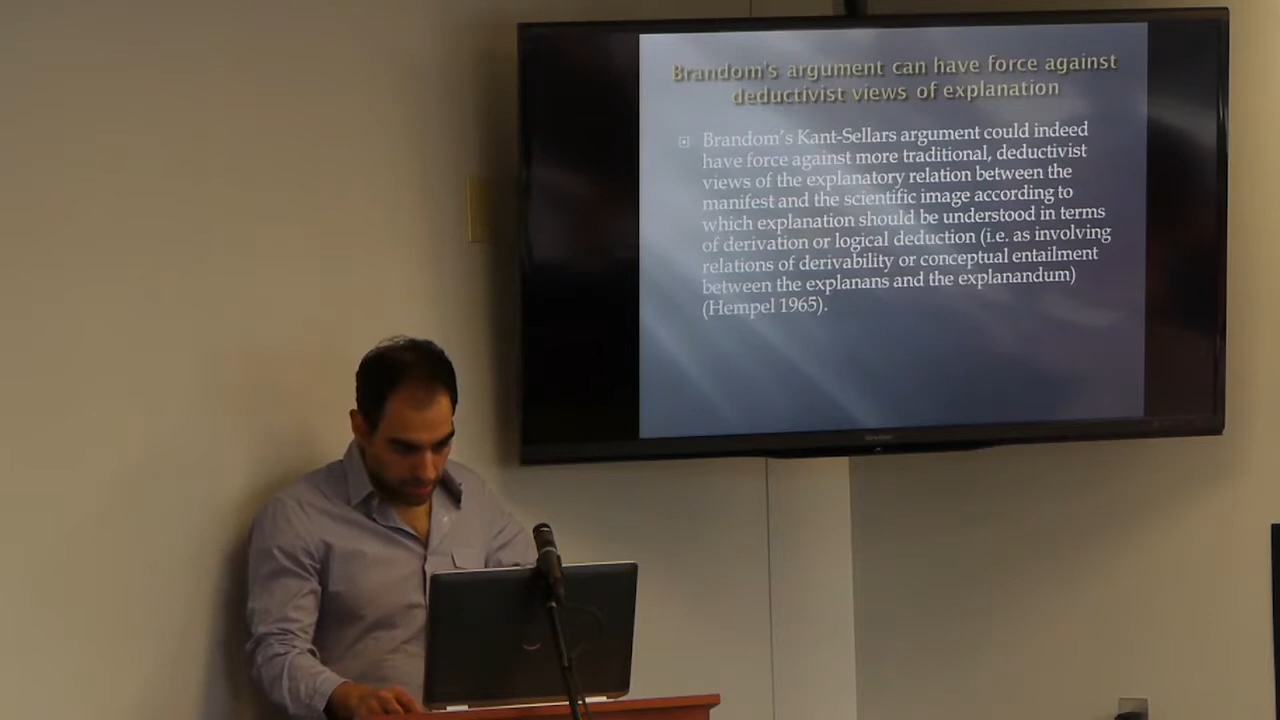 Brandom's argument can have force against
deductivist views of explanation
Brandom's Kant-Sellars argument could indeed
have force against more traditional, deductivist
views of the explanatory relation between the
manifest and the scientific image according to
which explanation should be understood in terms
of derivation or logical deduction (i.e. as involving
relations of derivability or conceptual entailment
between the explanans and the explanandum)
(Hempel 1965).